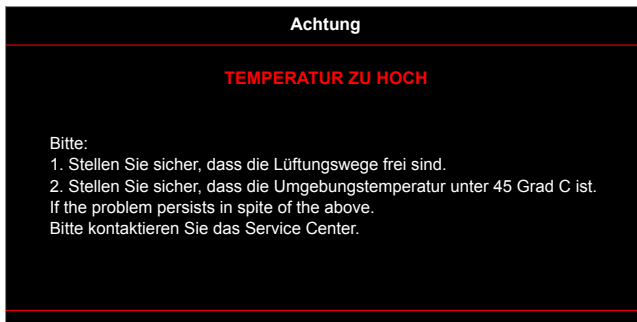 Achtung
TEMPERATUR ZU HOCH
Bitte:
1. Stellen Sie sicher, dass die Lüftungswege frei sind.
2. Stellen Sie sicher, dass die Umgebungstemperatur unter 45 Grad C ist.
If the problem persists in spite of the above.
Bitte kontaktieren Sie das Service Center.